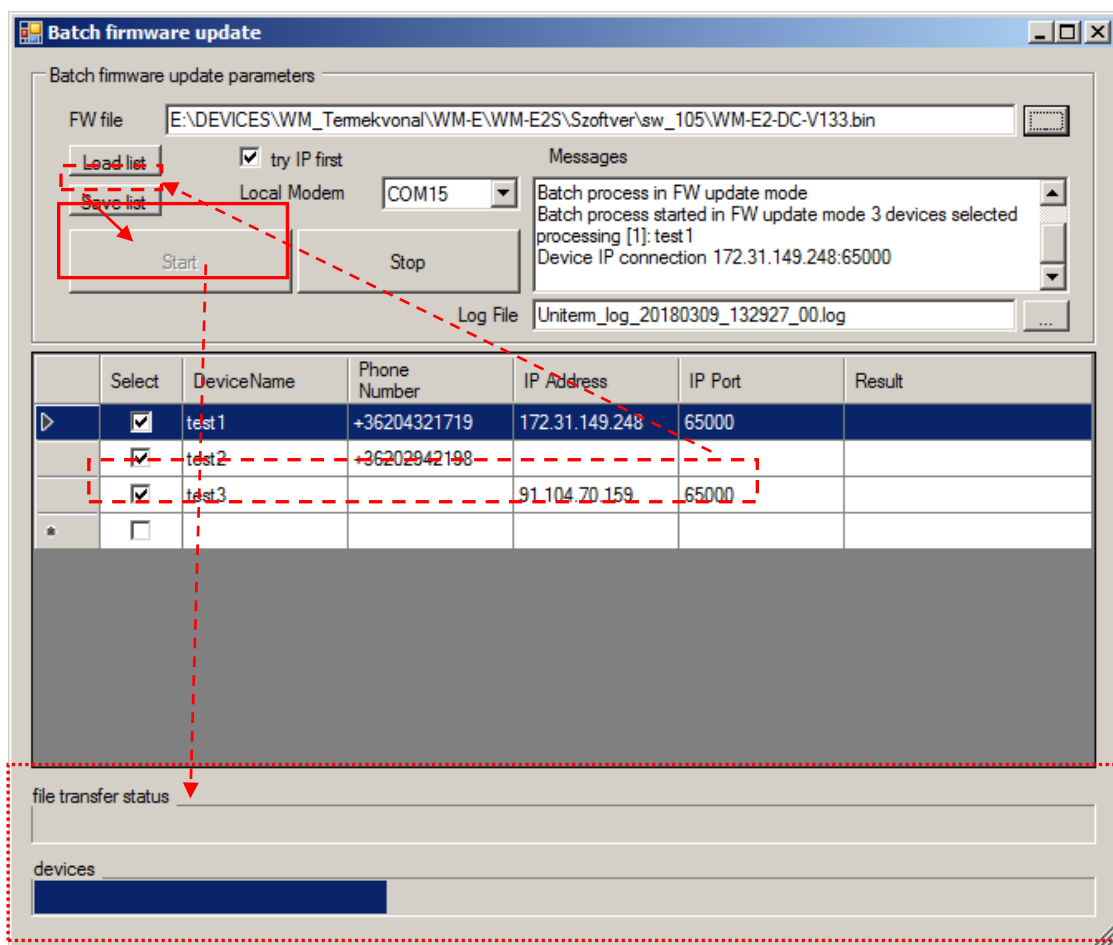 Batch firmware update
Batch firmware update parameters
FW file E:\DEVICES\WM_Termekvonal\WM-E\WM-E2S\Szoftver\sw_105\WM-E2-DC-V133.bin ...
Load list try IP first Messages
Save list Local Modem COM15
Batch process in FW update mode
Batch process started in FW update mode 3 devices selected
processing [1]: test1
Device IP connection 172.31.149.248:65000
Start Stop
Log File Uniterm_log_20180309_132927_00.log ...
Select DeviceName Phone Number IP Address IP Port Result
test1 +36204321719 172.31.149.248 65000
test2 +36202942198
test3 91.104.70.159 65000
*
file transfer status
devices